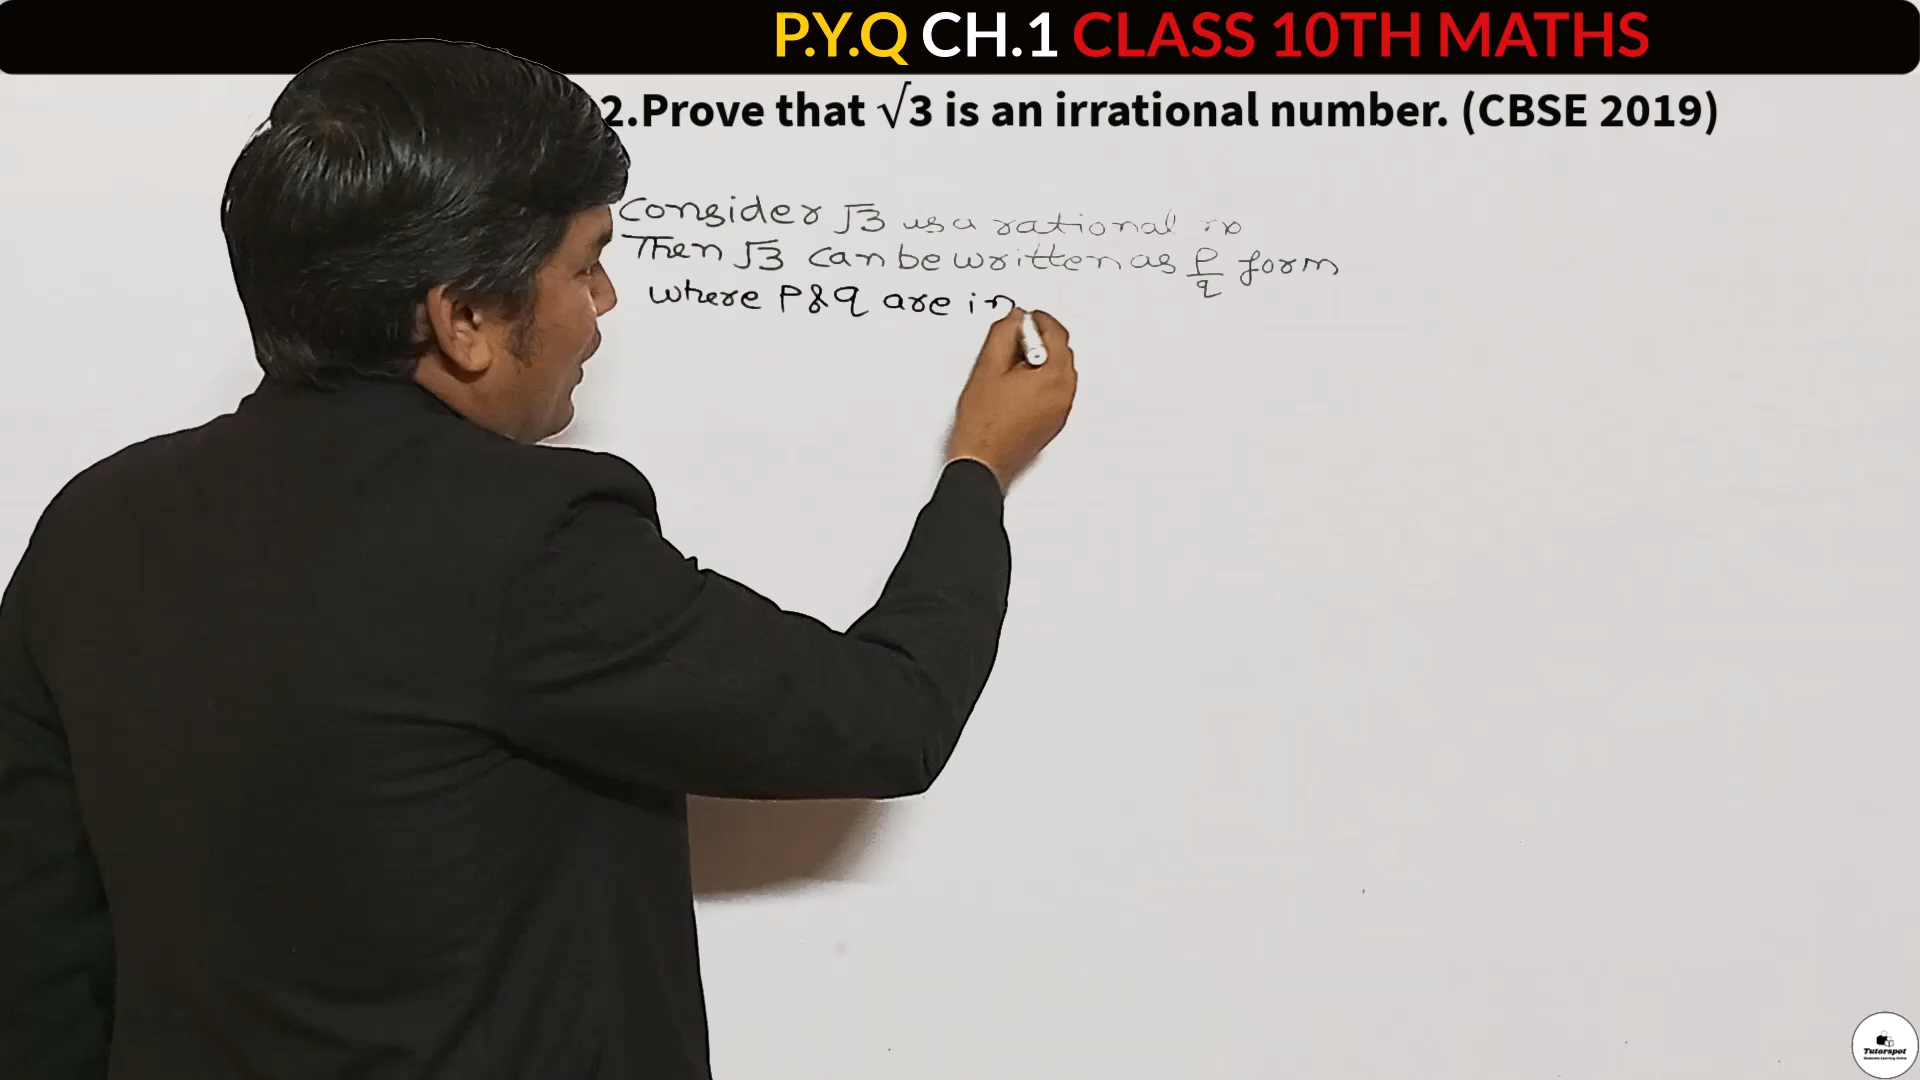 P.Y.Q CH.1 CLASS 10TH MATHS
2.Prove that √3 is an irrational number. (CBSE 2019)
Consider √3 is a rational no
Then √3 can be written as p/q form
where P & q are in
Tutorspot